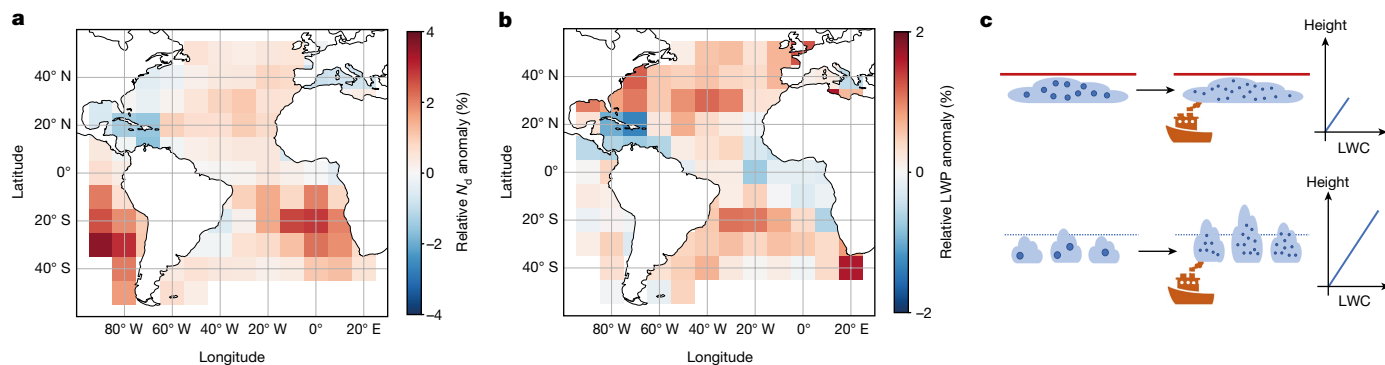 a
40° N
20° N
0°
20° S
40° S
Latitude
80° W 60° W 40° W 20° W 0° 20° E
Longitude
4
2
0
−2
−4
Relative Nd anomaly (%)
b
40° N
20° N
0°
20° S
40° S
Latitude
80° W 60° W 40° W 20° W 0° 20° E
Longitude
2
0
−2
Relative LWP anomaly (%)
c
Height
LWC
Height
LWC